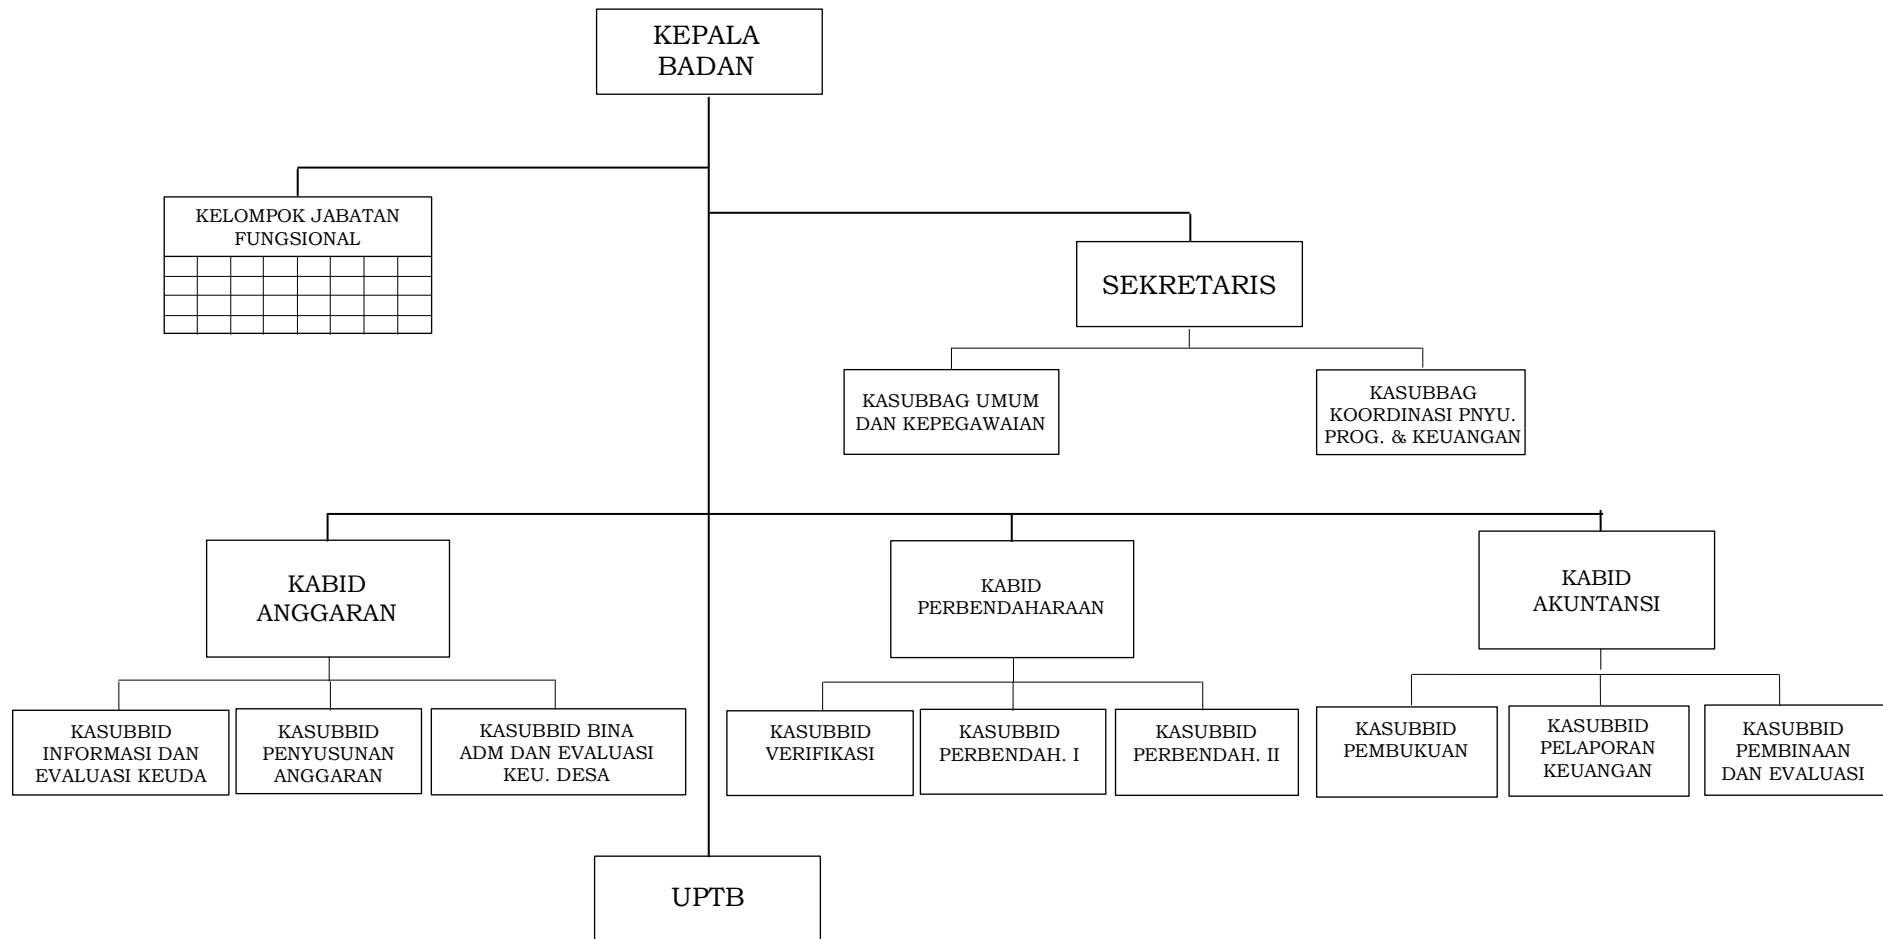 KEPALA
BADAN
KELOMPOK JABATAN
FUNGSIONAL
SEKRETARIS
KASUBBAG UMUM
DAN KEPEGAWAIAN
KASUBBAG
KOORDINASI PNYU.
PROG. & KEUANGAN
KABID
ANGGARAN
KABID
PERBENDAHARAAN
KABID
AKUNTANSI
KASUBBID
INFORMASI DAN
EVALUASI KEUDA
KASUBBID
PENYUSUNAN
ANGGARAN
KASUBBID BINA
ADM DAN EVALUASI
KEU. DESA
KASUBBID
VERIFIKASI
KASUBBID
PERBENDAH. I
KASUBBID
PERBENDAH. II
KASUBBID
PEMBUKUAN
KASUBBID
PELAPORAN
KEUANGAN
KASUBBID
PEMBINAAN
DAN EVALUASI
UPTB